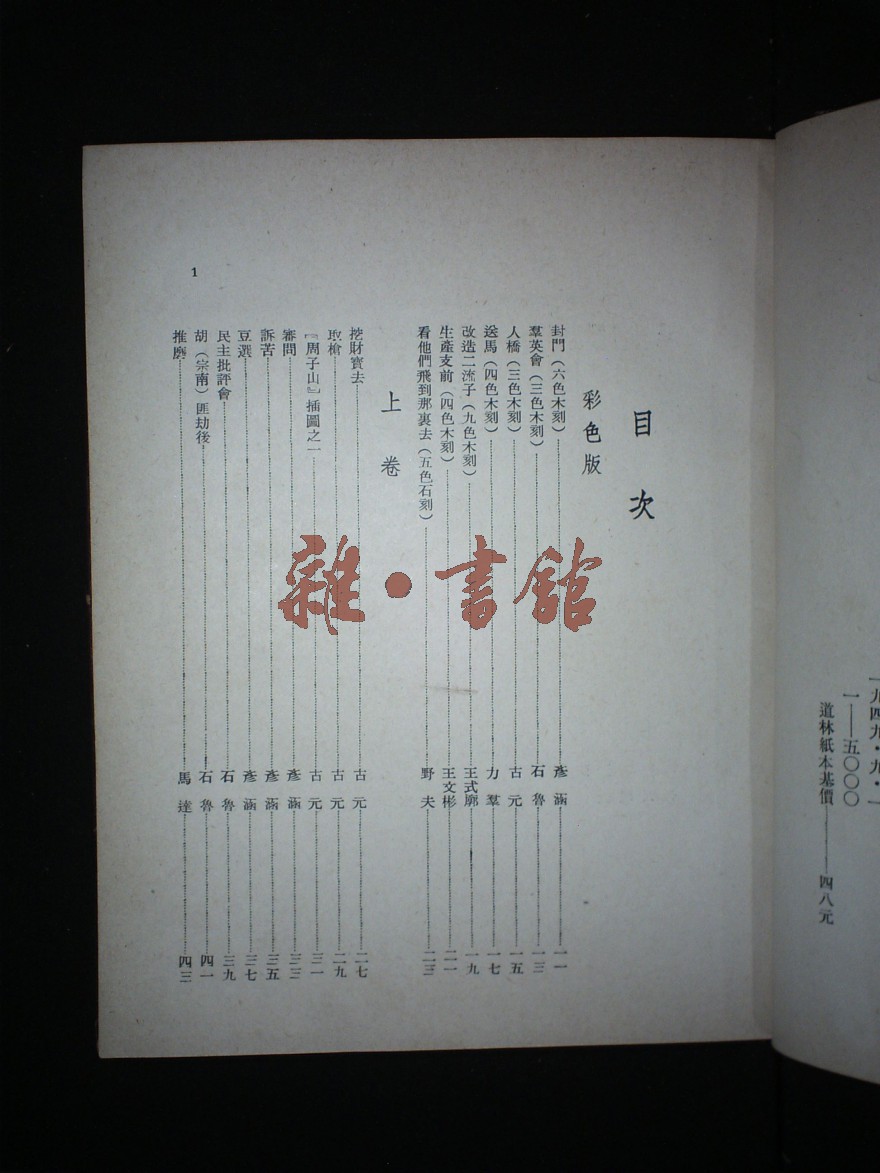 目次
彩色版
封門(六色木刻)彥涵一一
羣英會(三色木刻)石魯一三
人橋(三色木刻)古元一五
送馬(四色木刻)力羣一七
改造二流子(九色木刻)王式廓一九
生產支前(四色木刻)王文彬二一
看他們飛到那裏去(五色石刻)野夫二三
上卷
挖財寶去古元二七
取槍古元二九
『周子山』插圖之一古元三一
審問彥涵三三
訴苦彥涵三五
豆選彥涵三七
民主批評會石魯三九
胡(宗南)匪劫後石魯四一
推磨馬達四三
1
雜·書館
一九四九·九·一
一——五〇〇〇
道林紙本基價——四八元